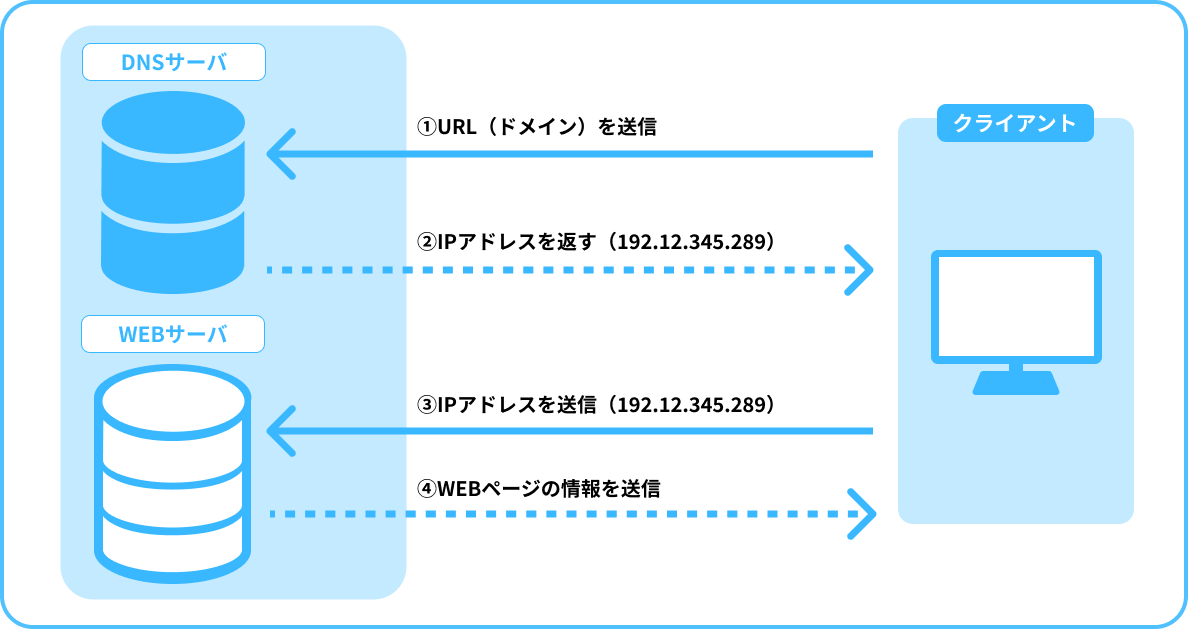 DNSサーバ
①URL（ドメイン）を送信
クライアント
②IPアドレスを返す（192.12.345.289）
WEBサーバ
③IPアドレスを送信（192.12.345.289）
④WEBページの情報を送信